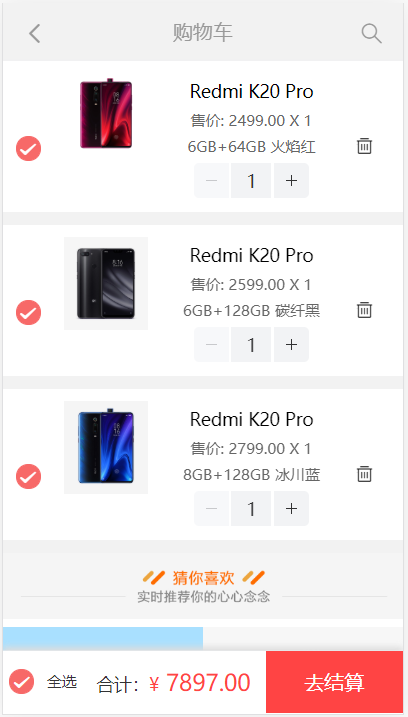 购物车
Redmi K20 Pro
售价: 2499.00 X 1
6GB+64GB 火焰红
1
Redmi K20 Pro
售价: 2599.00 X 1
6GB+128GB 碳纤黑
1
Redmi K20 Pro
售价: 2799.00 X 1
8GB+128GB 冰川蓝
1
猜你喜欢
实时推荐你的心心念念
全选 合计: ¥ 7897.00 去结算